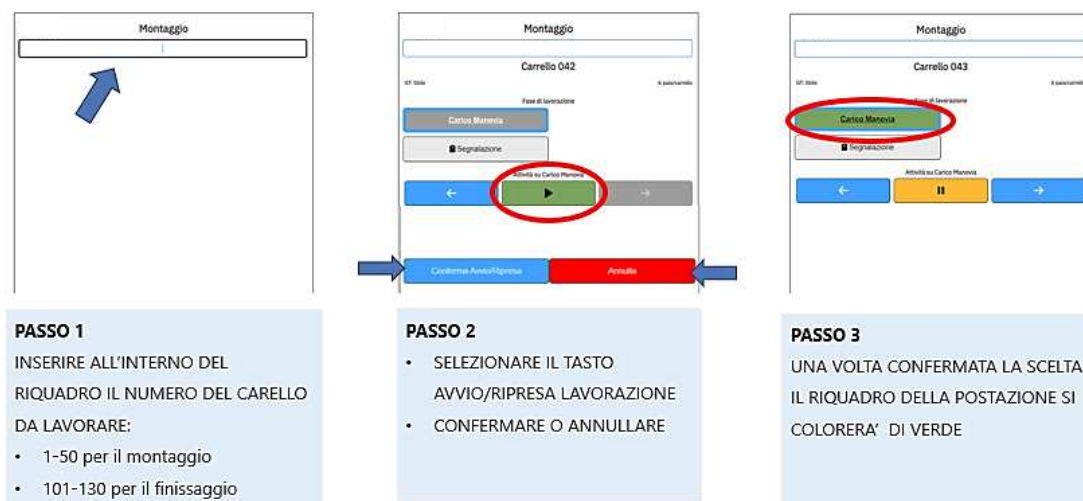 Montaggio
Montaggio
Carrello 042
Fase di lavorazione
Carico Manovia
Segnalazione
Attività su Carico Manovia
Conferma Avvio/Ripresa
Annulla
Montaggio
Carrello 043
Fase di lavorazione
Carico Manovia
Segnalazione
Attività su Carico Manovia
PASSO 1
INSERIRE ALL'INTERNO DEL
RIQUADRO IL NUMERO DEL CARELLO
DA LAVORARE:
• 1-50 per il montaggio
• 101-130 per il finissaggio
PASSO 2
• SELEZIONARE IL TASTO
AVVIO/RIPRESA LAVORAZIONE
• CONFERMARE O ANNULLARE
PASSO 3
UNA VOLTA CONFERMATA LA SCELTA
IL RIQUADRO DELLA POSTAZIONE SI
COLORERA' DI VERDE